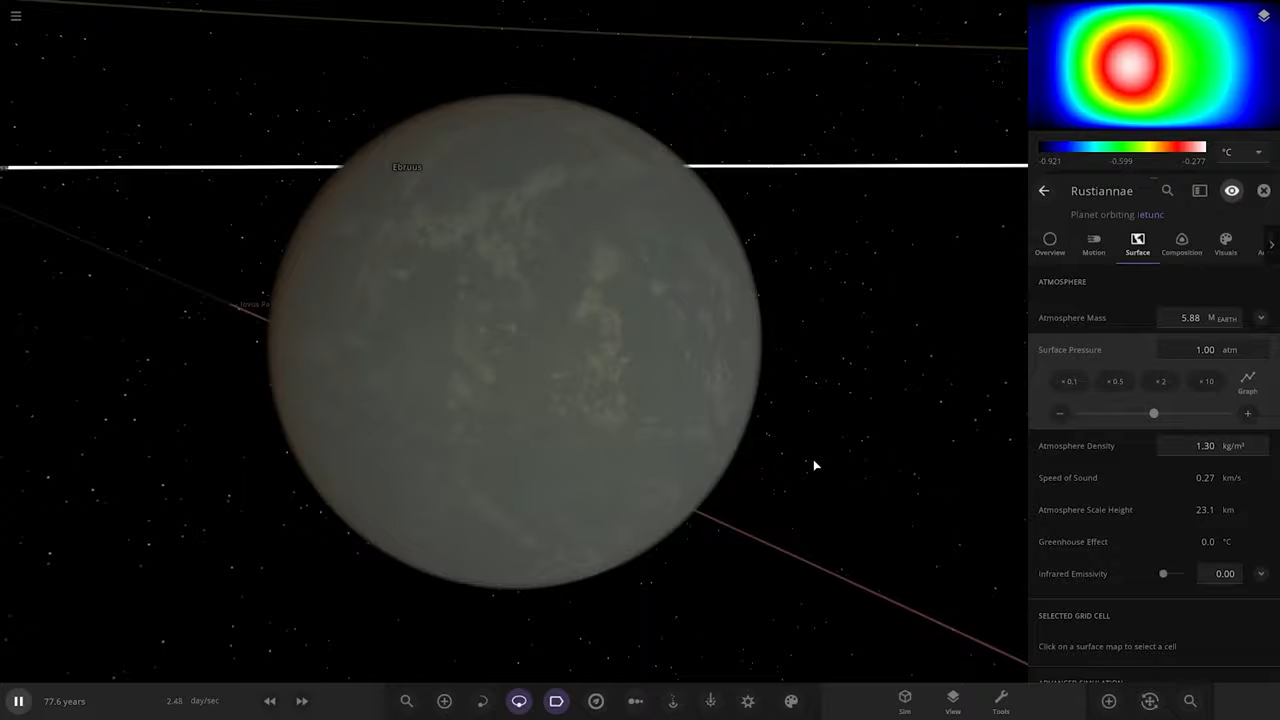 Ebruus
Iovua Pa
-0.921 -0.599 -0.277 °C
Rustiannae
Planet orbiting Ietunc
Overview Motion Surface Composition Visuals
ATMOSPHERE
Atmosphere Mass 5.88 M EARTH
Surface Pressure 1.00 atm
× 0.1 × 0.5 × 2 × 10 Graph
Atmosphere Density 1.30 kg/m³
Speed of Sound 0.27 km/s
Atmosphere Scale Height 23.1 km
Greenhouse Effect 0.0 °C
Infrared Emissivity 0.00
SELECTED GRID CELL
Click on a surface map to select a cell
77.6 years 2.48 day/sec Sim View Tools